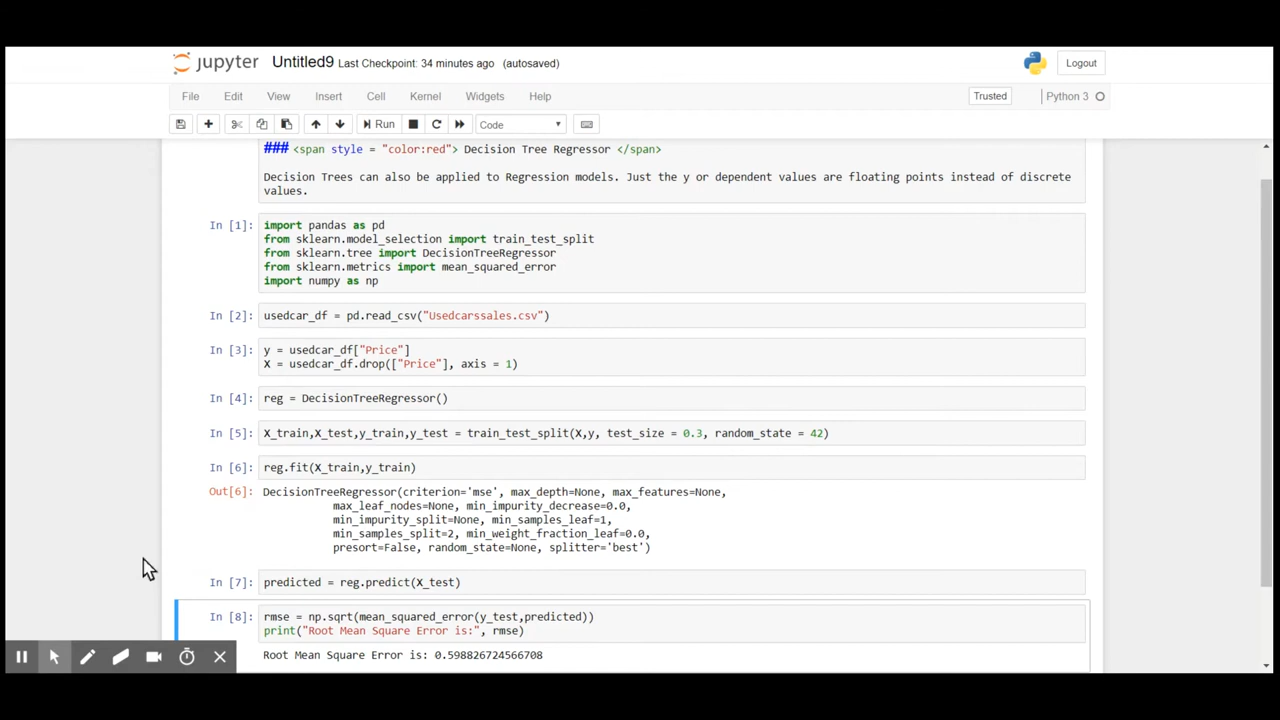 jupyter Untitled9 Last Checkpoint: 34 minutes ago (autosaved) Logout
File Edit View Insert Cell Kernel Widgets Help Trusted Python 3
Run Code
### <span style = "color:red"> Decision Tree Regressor </span>
Decision Trees can also be applied to Regression models. Just the y or dependent values are floating points instead of discrete
values.
In [1]: import pandas as pd
from sklearn.model_selection import train_test_split
from sklearn.tree import DecisionTreeRegressor
from sklearn.metrics import mean_squared_error
import numpy as np
In [2]: usedcar_df = pd.read_csv("Usedcarssales.csv")
In [3]: y = usedcar_df["Price"]
X = usedcar_df.drop(["Price"], axis = 1)
In [4]: reg = DecisionTreeRegressor()
In [5]: X_train,X_test,y_train,y_test = train_test_split(X,y, test_size = 0.3, random_state = 42)
In [6]: reg.fit(X_train,y_train)
Out[6]: DecisionTreeRegressor(criterion='mse', max_depth=None, max_features=None,
max_leaf_nodes=None, min_impurity_decrease=0.0,
min_impurity_split=None, min_samples_leaf=1,
min_samples_split=2, min_weight_fraction_leaf=0.0,
presort=False, random_state=None, splitter='best')
In [7]: predicted = reg.predict(X_test)
In [8]: rmse = np.sqrt(mean_squared_error(y_test,predicted))
print("Root Mean Square Error is:", rmse)
Root Mean Square Error is: 0.598826724566708